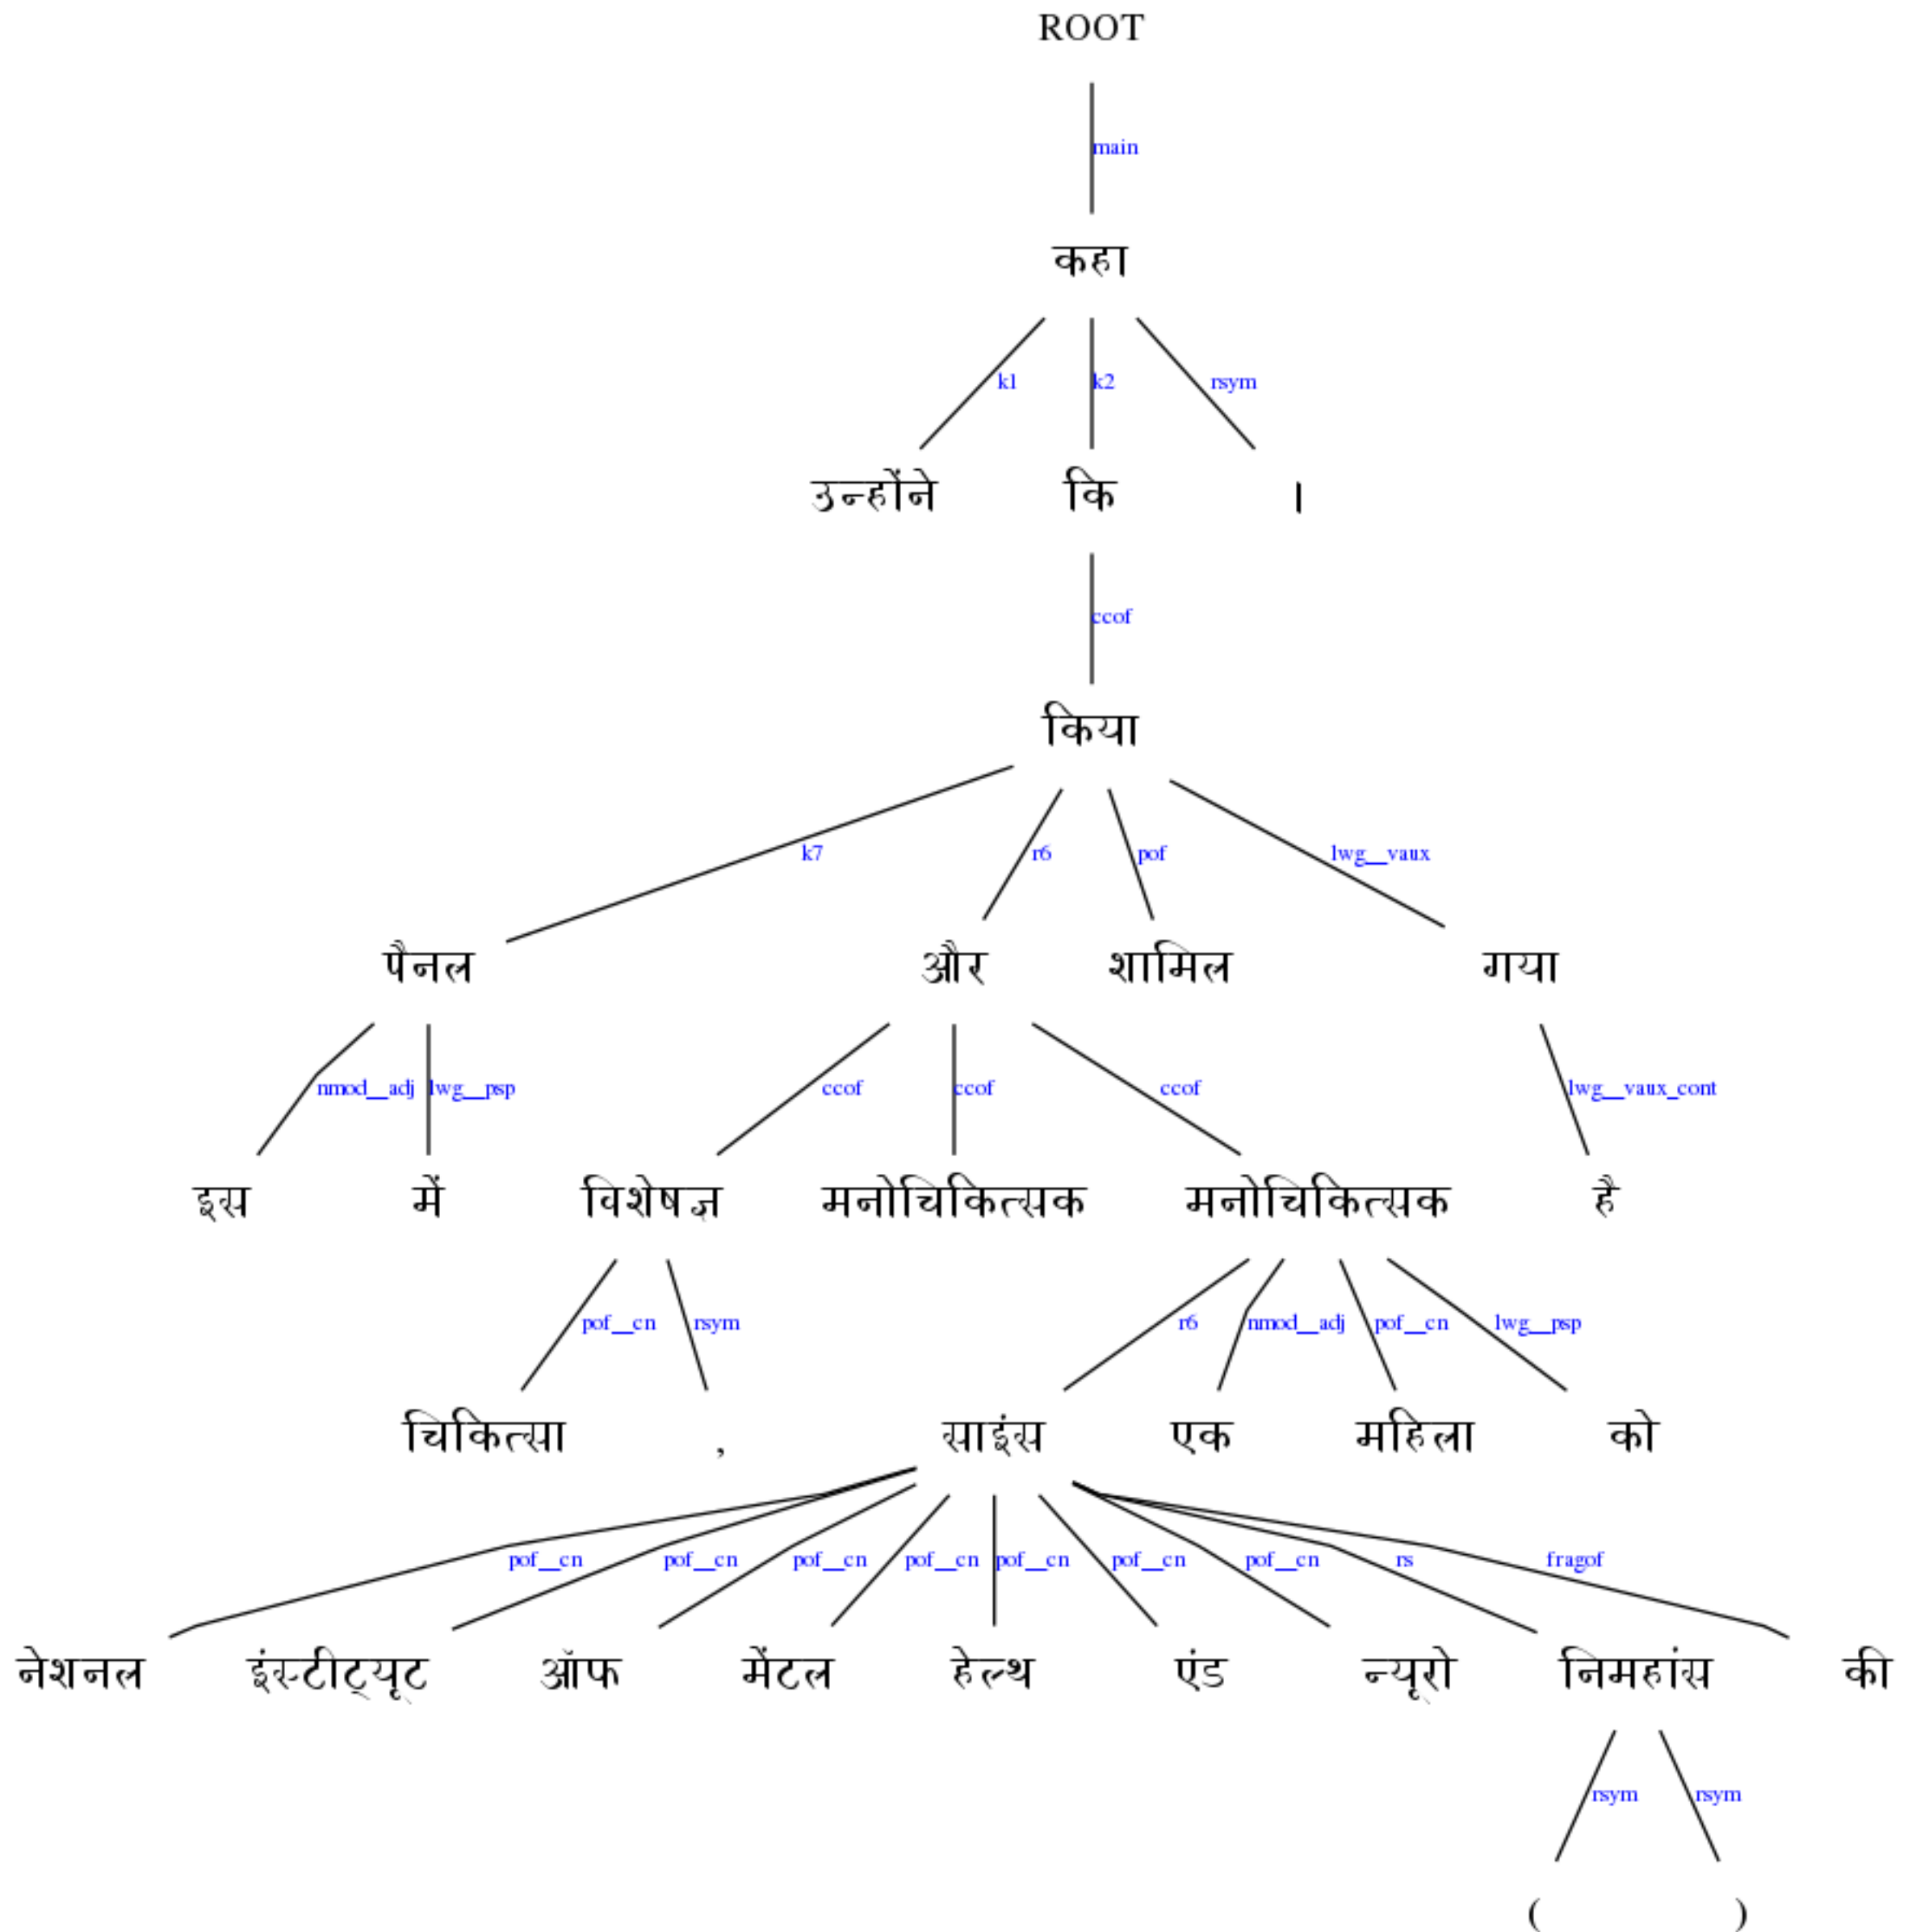 ROOT
main
कहा
k1 k2 rsym
उन्होंने कि ।
ccof
किया
k7 r6 pof lwg__vaux
पैनल और शामिल गया
nmod__adj lwg__psp ccof ccof ccof lwg__vaux_cont
इस में विशेषज्ञ मनोचिकित्सक मनोचिकित्सक है
pof__cn rsym r6 nmod__adj pof__cn lwg__psp
चिकित्सा , साइंस एक महिला को
pof__cn pof__cn pof__cn pof__cn pof__cn pof__cn pof__cn rs fragof
नेशनल इंस्टीट्यूट ऑफ मेंटल हेल्थ एंड न्यूरो निमहांस की
rsym rsym
( )